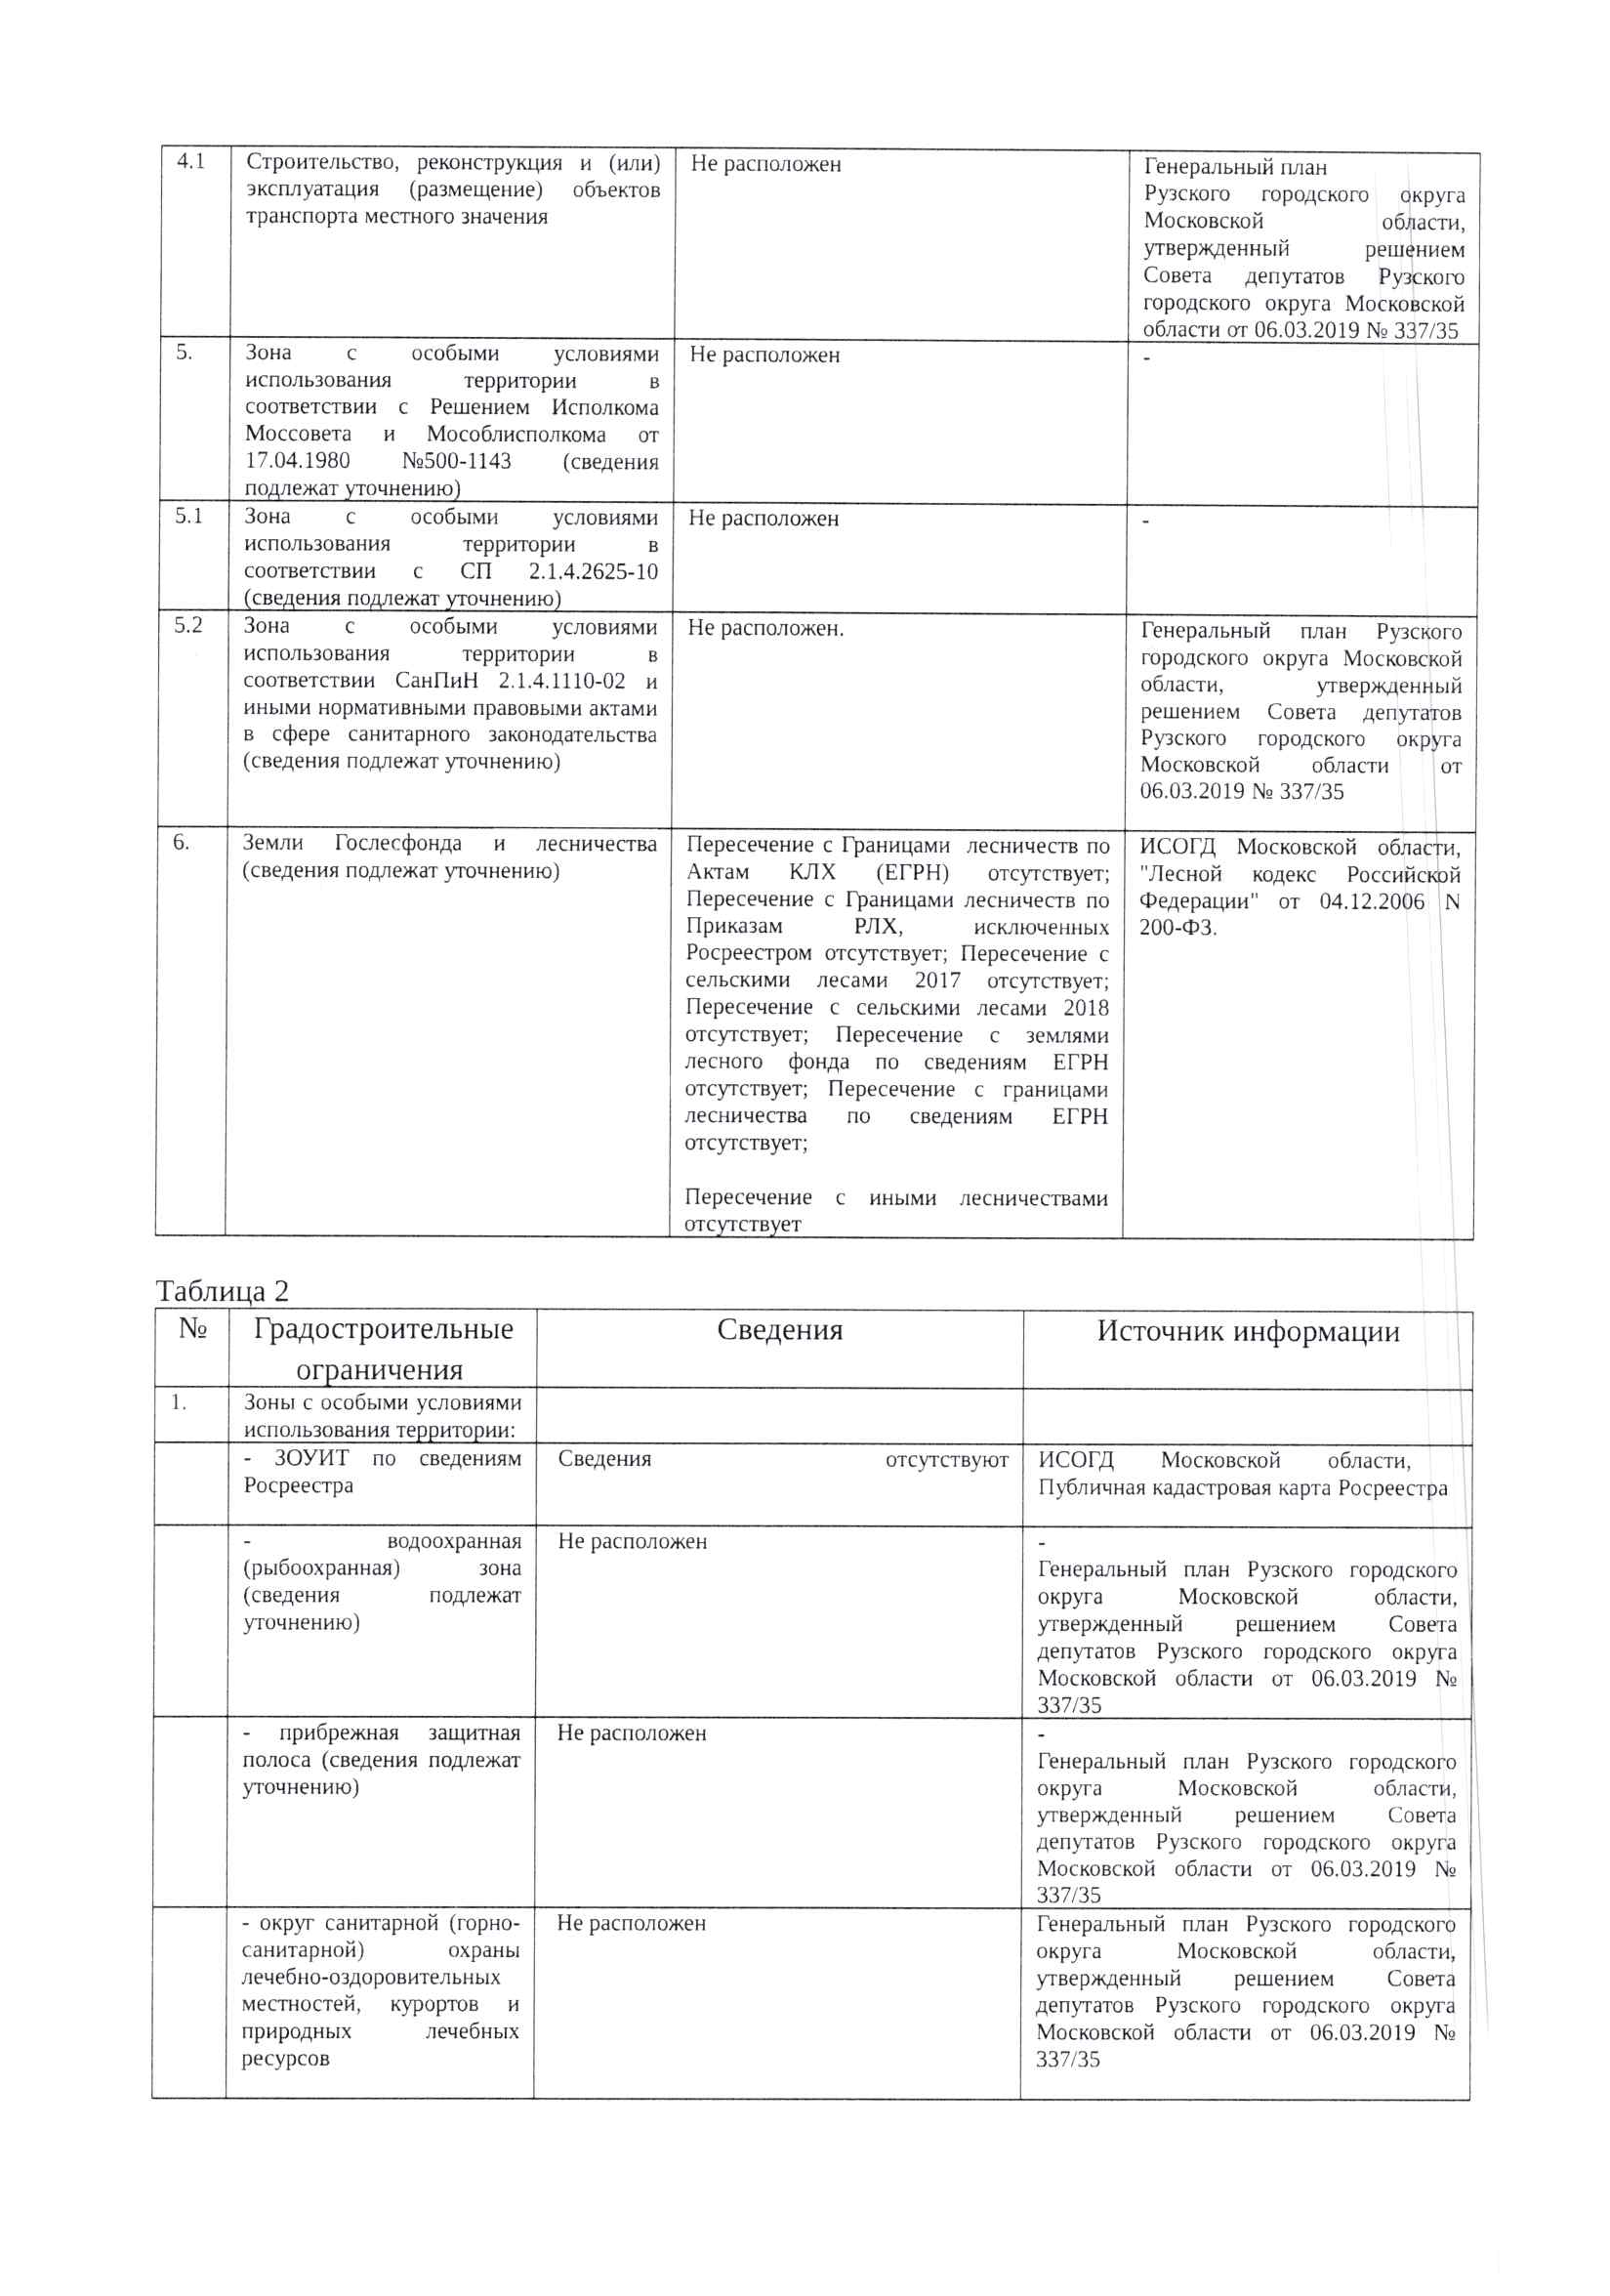 4.1
Строительство, реконструкция и (или)
эксплуатация (размещение) объектов
транспорта местного значения
Не расположен
Генеральный план
Рузского городского округа
Московской области,
утвержденный решением
Совета депутатов Рузского
городского округа Московской
области от 06.03.2019 № 337/35
5.
Зона с особыми условиями
использования территории в
соответствии с Решением Исполкома
Моссовета и Мособлисполкома от
17.04.1980 №500-1143 (сведения
подлежат уточнению)
Не расположен
-
5.1
Зона с особыми условиями
использования территории в
соответствии с СП 2.1.4.2625-10
(сведения подлежат уточнению)
Не расположен
-
5.2
Зона с особыми условиями
использования территории в
соответствии СанПиН 2.1.4.1110-02 и
иными нормативными правовыми актами
в сфере санитарного законодательства
(сведения подлежат уточнению)
Не расположен.
Генеральный план Рузского
городского округа Московской
области, утвержденный
решением Совета депутатов
Рузского городского округа
Московской области от
06.03.2019 № 337/35
6.
Земли Гослесфонда и лесничества
(сведения подлежат уточнению)
Пересечение с Границами лесничеств по
Актам КЛХ (ЕГРН) отсутствует;
Пересечение с Границами лесничеств по
Приказам РЛХ, исключенных
Росреестром отсутствует; Пересечение с
сельскими лесами 2017 отсутствует;
Пересечение с сельскими лесами 2018
отсутствует; Пересечение с землями
лесного фонда по сведениям ЕГРН
отсутствует; Пересечение с границами
лесничества по сведениям ЕГРН
отсутствует;
Пересечение с иными лесничествами
отсутствует
ИСОГД Московской области,
"Лесной кодекс Российской
Федерации" от 04.12.2006 N
200-ФЗ.
Таблица 2
№
Градостроительные
ограничения
Сведения
Источник информации
1.
Зоны с особыми условиями
использования территории:
- ЗОУИТ по сведениям
Росреестра
Сведения отсутствуют
ИСОГД Московской области,
Публичная кадастровая карта Росреестра
- водоохранная
(рыбоохранная) зона
(сведения подлежат
уточнению)
Не расположен
-
Генеральный план Рузского городского
округа Московской области,
утвержденный решением Совета
депутатов Рузского городского округа
Московской области от 06.03.2019 №
337/35
- прибрежная защитная
полоса (сведения подлежат
уточнению)
Не расположен
-
Генеральный план Рузского городского
округа Московской области,
утвержденный решением Совета
депутатов Рузского городского округа
Московской области от 06.03.2019 №
337/35
- округ санитарной (горно-
санитарной) охраны
лечебно-оздоровительных
местностей, курортов и
природных лечебных
ресурсов
Не расположен
Генеральный план Рузского городского
округа Московской области,
утвержденный решением Совета
депутатов Рузского городского округа
Московской области от 06.03.2019 №
337/35